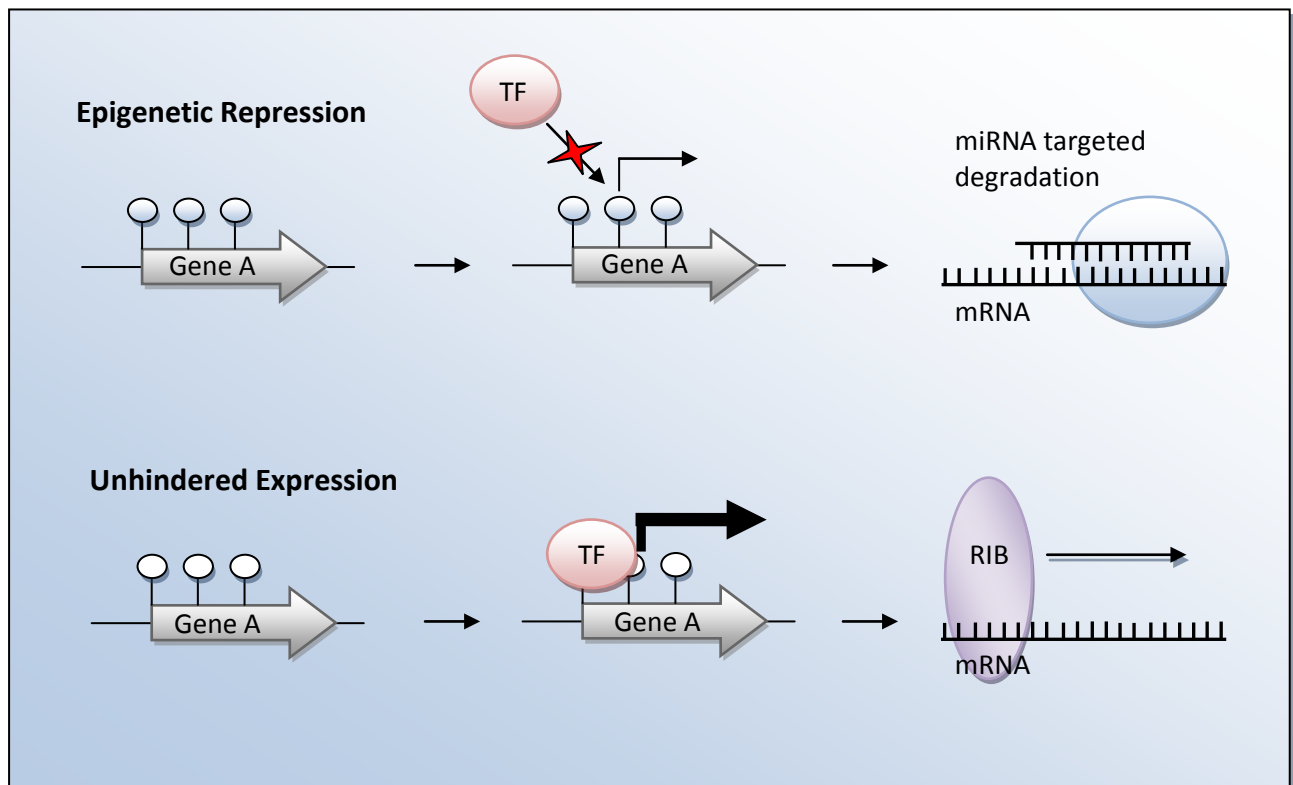 Epigenetic Repression
TF
miRNA targeted
degradation
Gene A
Gene A
mRNA
Unhindered Expression
TF
RIB
Gene A
Gene A
mRNA